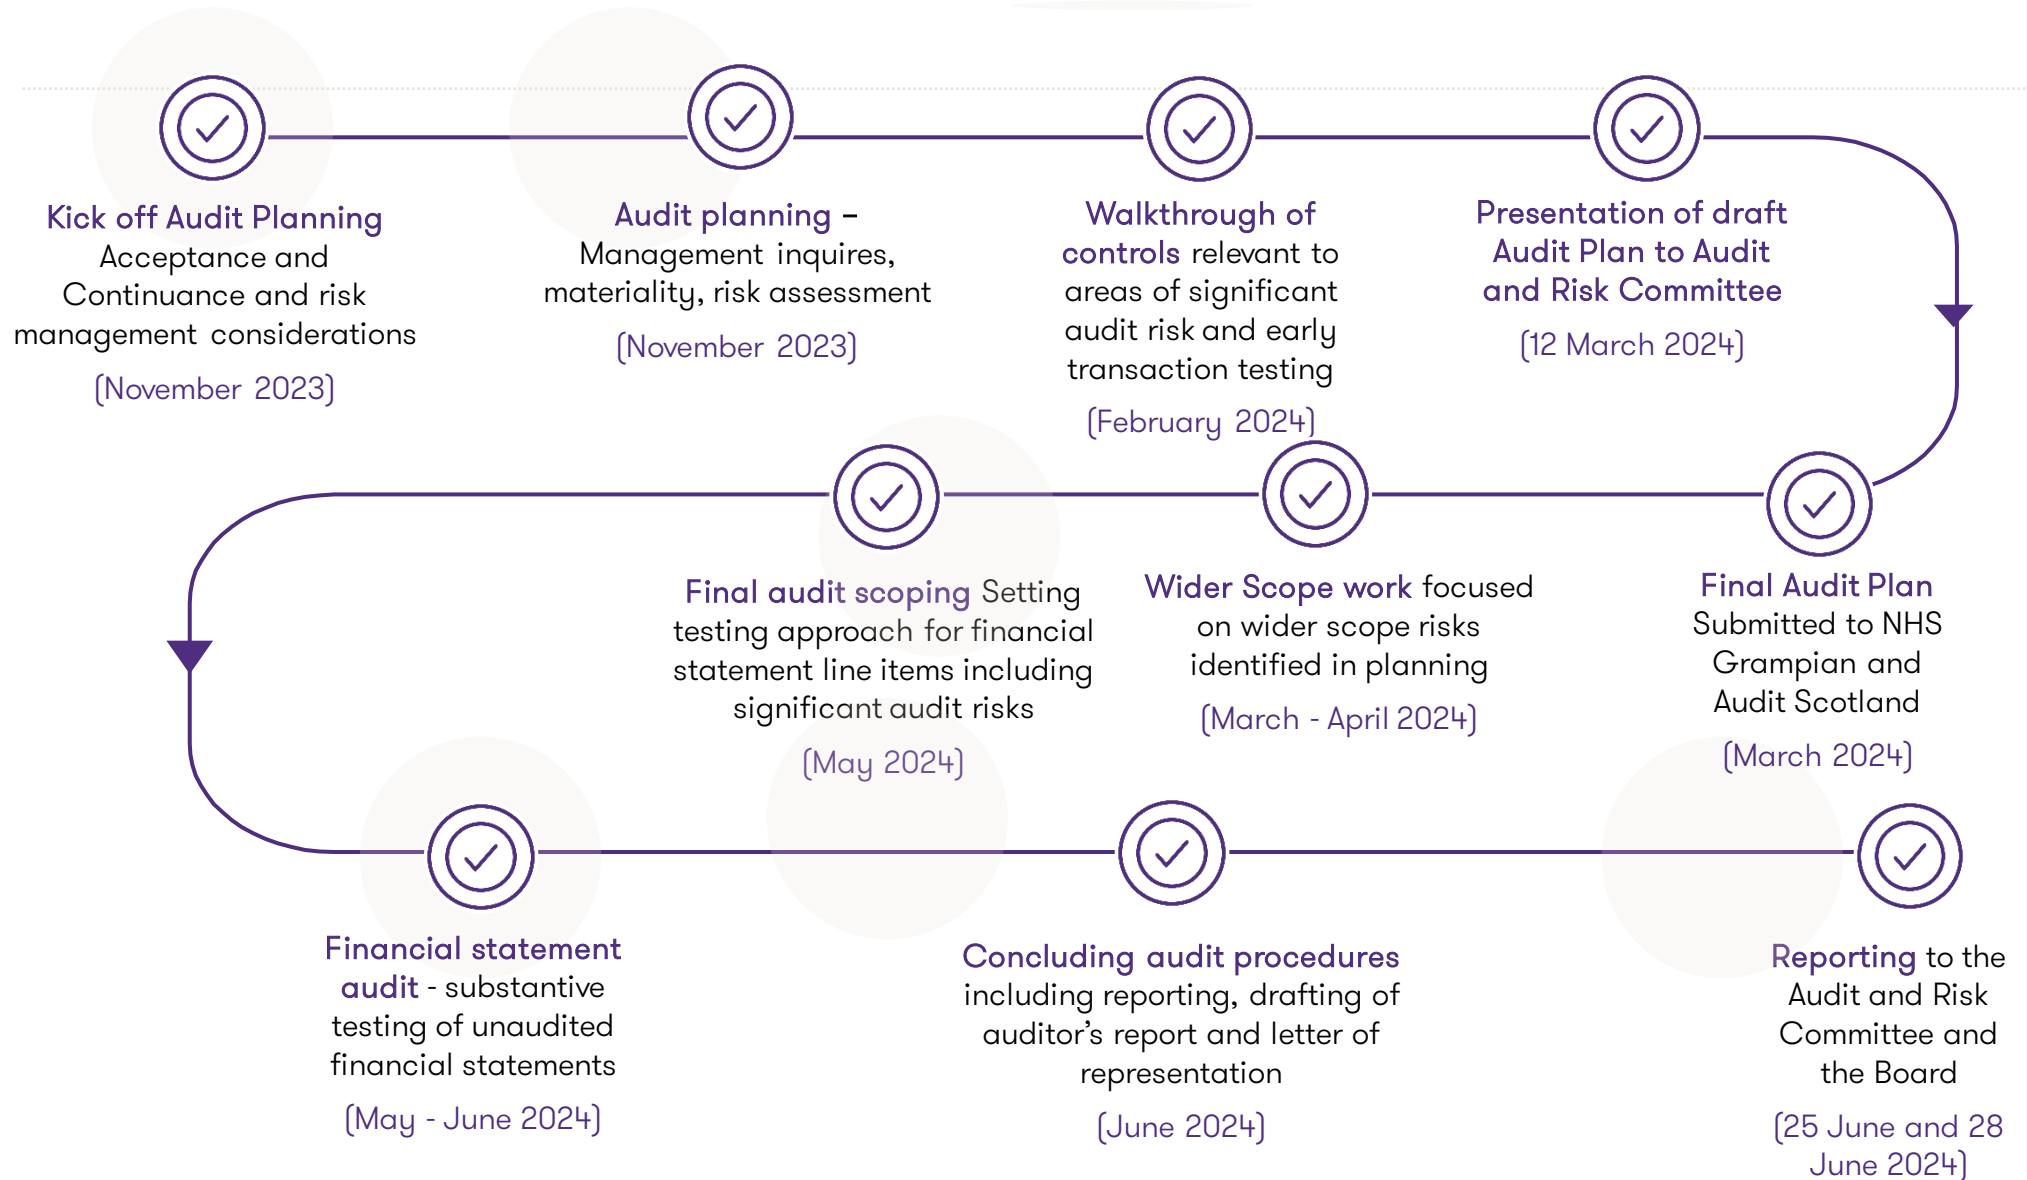 Kick off Audit Planning
Acceptance and
Continuance and risk
management considerations
(November 2023)
Audit planning –
Management inquires,
materiality, risk assessment
(November 2023)
Walkthrough of
controls relevant to
areas of significant
audit risk and early
transaction testing
(February 2024)
Presentation of draft
Audit Plan to Audit
and Risk Committee
(12 March 2024)
Final Audit Plan
Submitted to NHS
Grampian and
Audit Scotland
(March 2024)
Wider Scope work focused
on wider scope risks
identified in planning
(March - April 2024)
Final audit scoping Setting
testing approach for financial
statement line items including
significant audit risks
(May 2024)
Financial statement
audit - substantive
testing of unaudited
financial statements
(May - June 2024)
Concluding audit procedures
including reporting, drafting of
auditor’s report and letter of
representation
(June 2024)
Reporting to the
Audit and Risk
Committee and
the Board
(25 June and 28
June 2024)